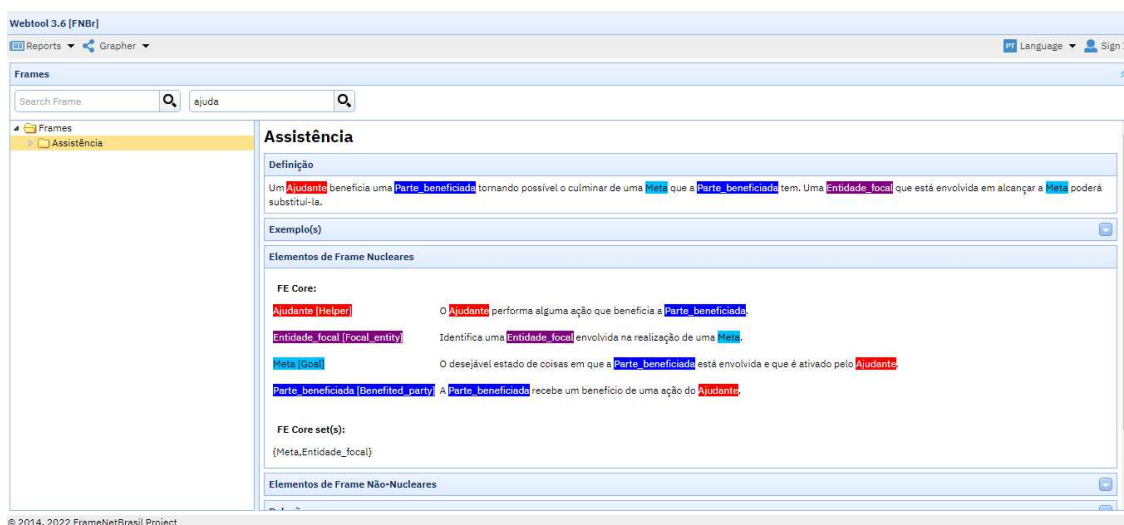 Webtool 3.6 [FNBr]
Reports Grapher PT Language Sign
Frames
Search Frame ajuda
Frames
Assistência
Assistência
Definição
Um Ajudante beneficia uma Parte_beneficiada tornando possível o culminar de uma Meta que a Parte_beneficiada tem. Uma Entidade_focal que está envolvida em alcançar a Meta poderá
substituí-la.
Exemplo(s)
Elementos de Frame Nucleares
FE Core:
Ajudante [Helper] O Ajudante performa alguma ação que beneficia a Parte_beneficiada.
Entidade_focal [Focal_entity] Identifica uma Entidade_focal envolvida na realização de uma Meta.
Meta [Goal] O desejável estado de coisas em que a Parte_beneficiada está envolvida e que é ativado pelo Ajudante.
Parte_beneficiada [Benefited_party] A Parte_beneficiada recebe um benefício de uma ação do Ajudante.
FE Core set(s):
{Meta,Entidade_focal}
Elementos de Frame Não-Nucleares
© 2014, 2022 FrameNetBrasil Project